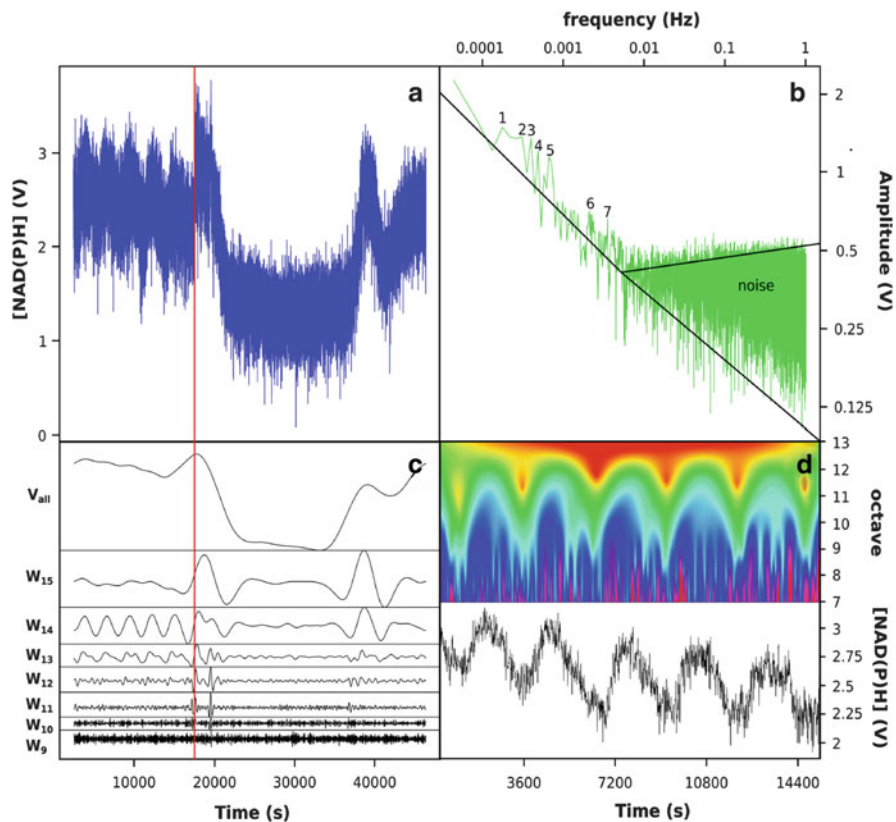 frequency (Hz)
0.0001 0.001 0.01 0.1 1
a
b
3
2
1
0
[NAD(P)H] (V)
1
23
4
5
6
7
noise
2
1
0.5
0.25
0.125
Amplitude (V)
c
d
Vall
W15
W14
W13
W12
W11
W10
W9
13
12
11
10
9
8
7
octave
3
2.75
2.5
2.25
2
[NAD(P)H] (V)
10000 20000 30000 40000
3600 7200 10800 14400
Time (s)
Time (s)